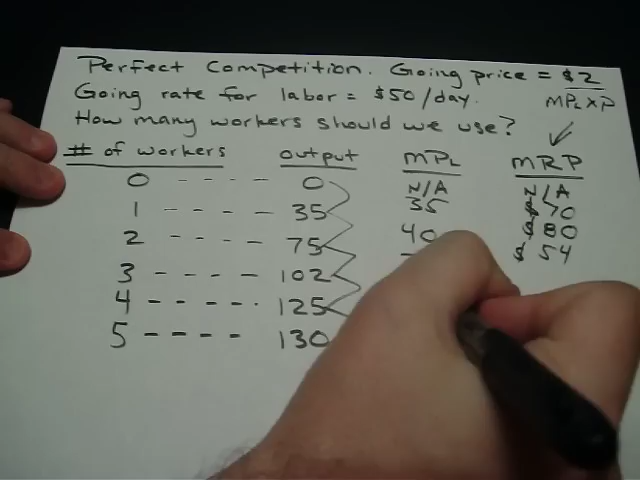 Perfect Competition. Going price = $2
Going rate for labor = $50/day. MPL x P
How many workers should we use?
# of workers output MPL MRP
0 - - - - 0 N/A N/A
1 - - - - 35 35 $70
2 - - - - 75 40 $80
3 - - - - 102 $54
4 - - - - - 125
5 - - - - 130